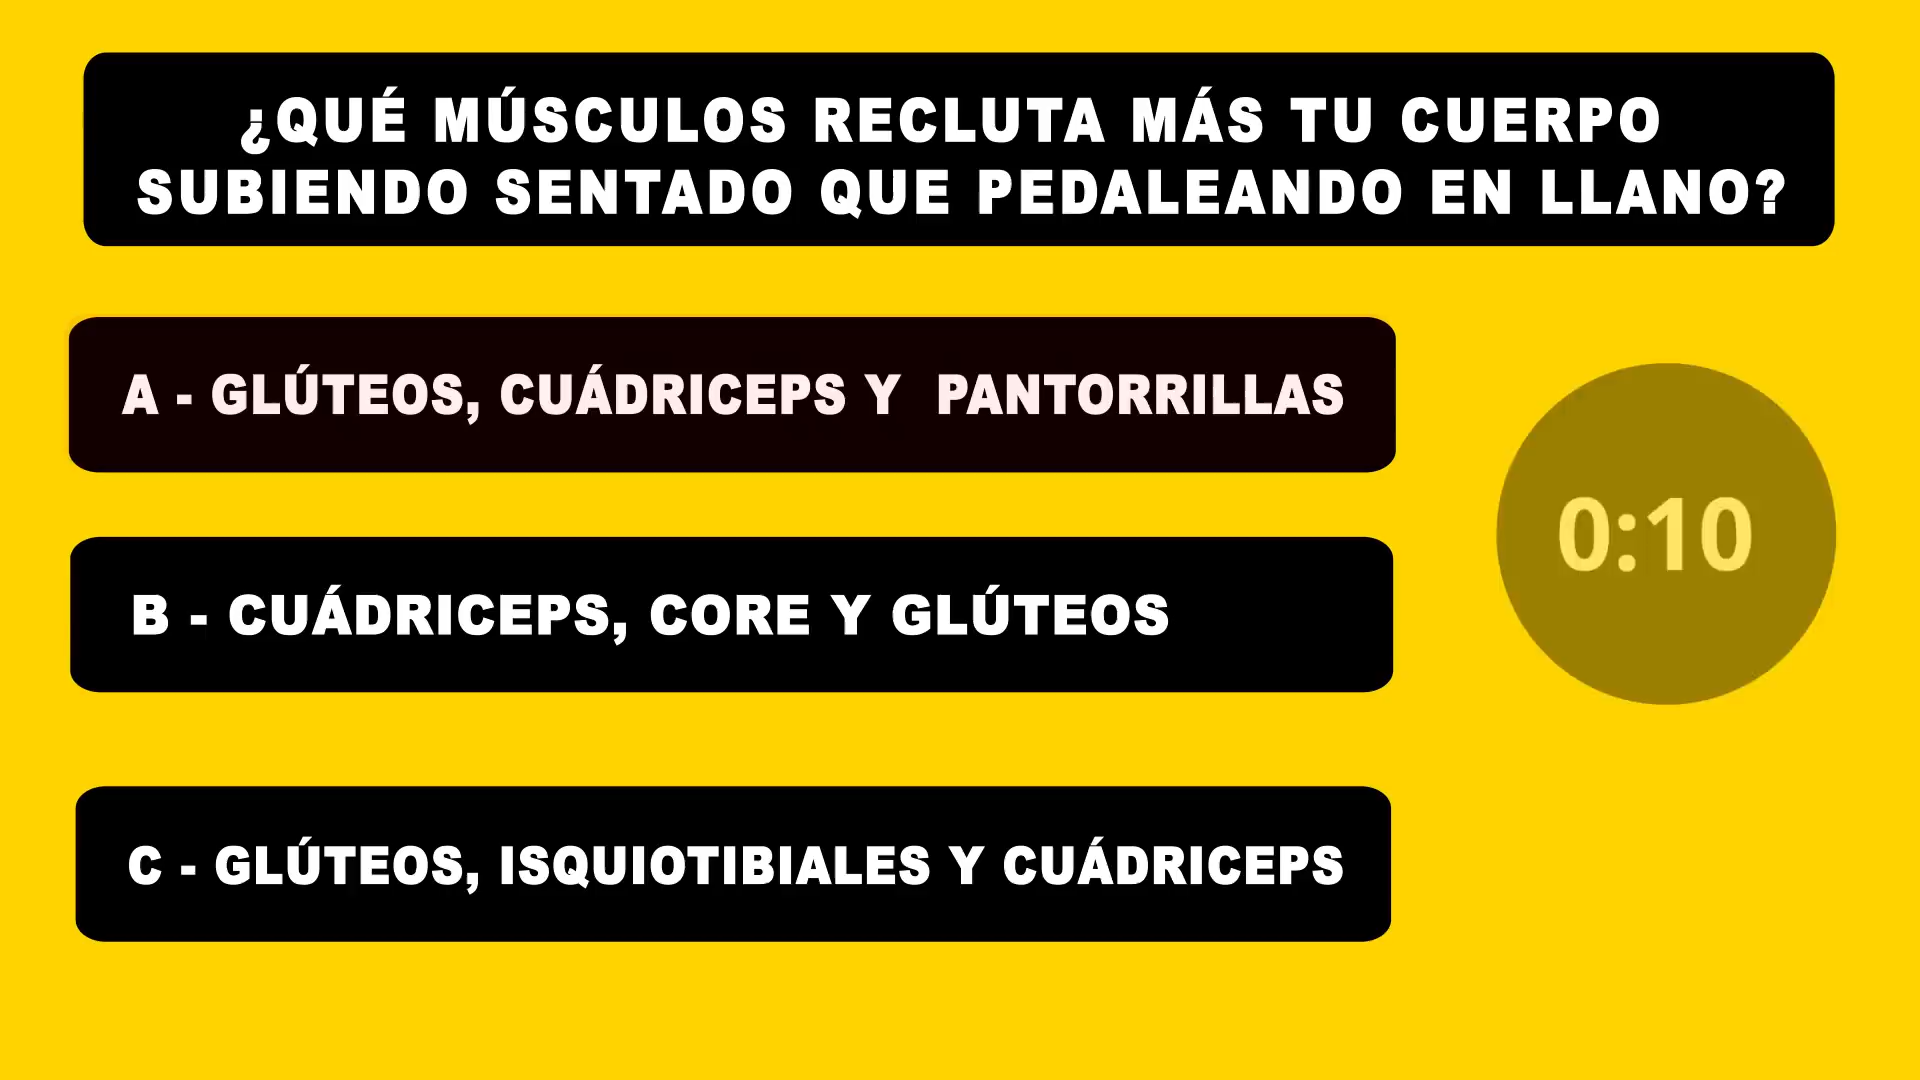 ¿QUÉ MÚSCULOS RECLUTA MÁS TU CUERPO
SUBIENDO SENTADO QUE PEDALEANDO EN LLANO?
A - GLÚTEOS, CUÁDRICEPS Y PANTORRILLAS
0:10
B - CUÁDRICEPS, CORE Y GLÚTEOS
C - GLÚTEOS, ISQUIOTIBIALES Y CUÁDRICEPS